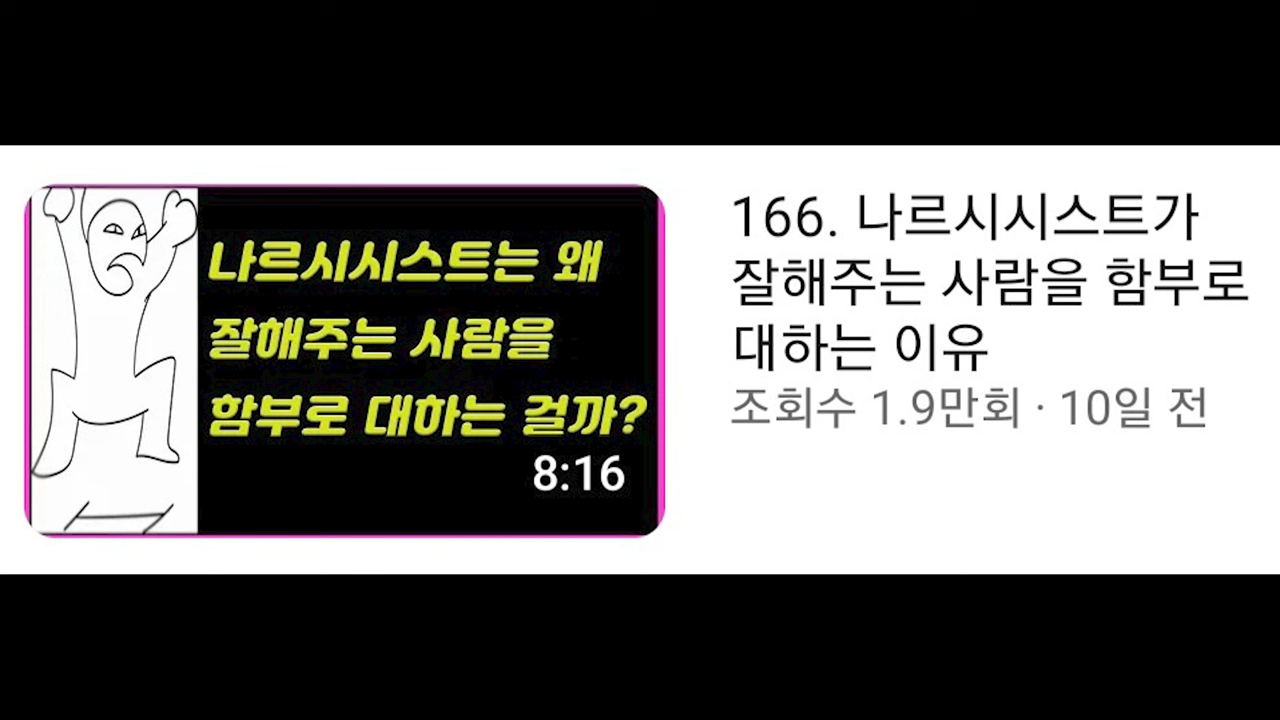 나르시시스트는 왜
잘해주는 사람을
함부로 대하는 걸까?
8:16
166. 나르시시스트가
잘해주는 사람을 함부로
대하는 이유
조회수 1.9만회 · 10일 전